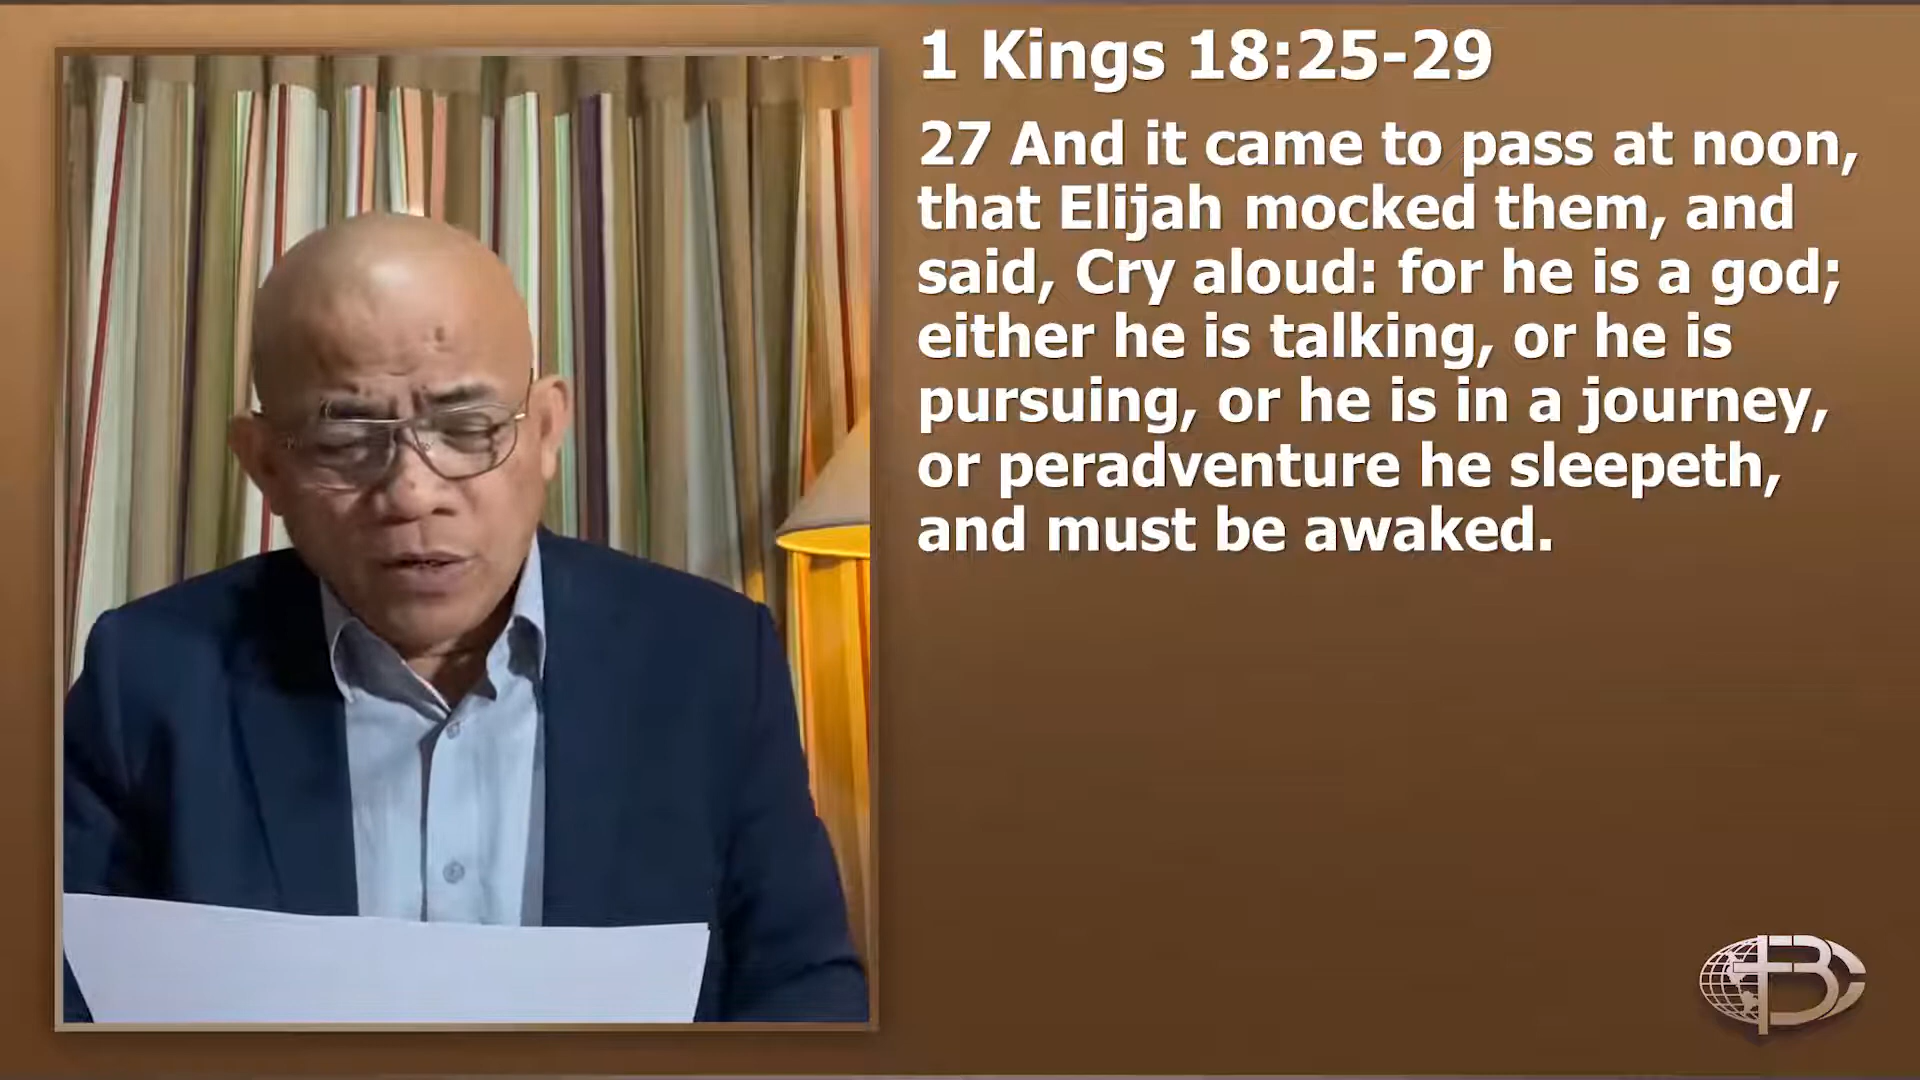 1 Kings 18:25-29
27 And it came to pass at noon,
that Elijah mocked them, and
said, Cry aloud: for he is a god;
either he is talking, or he is
pursuing, or he is in a journey,
or peradventure he sleepeth,
and must be awaked.